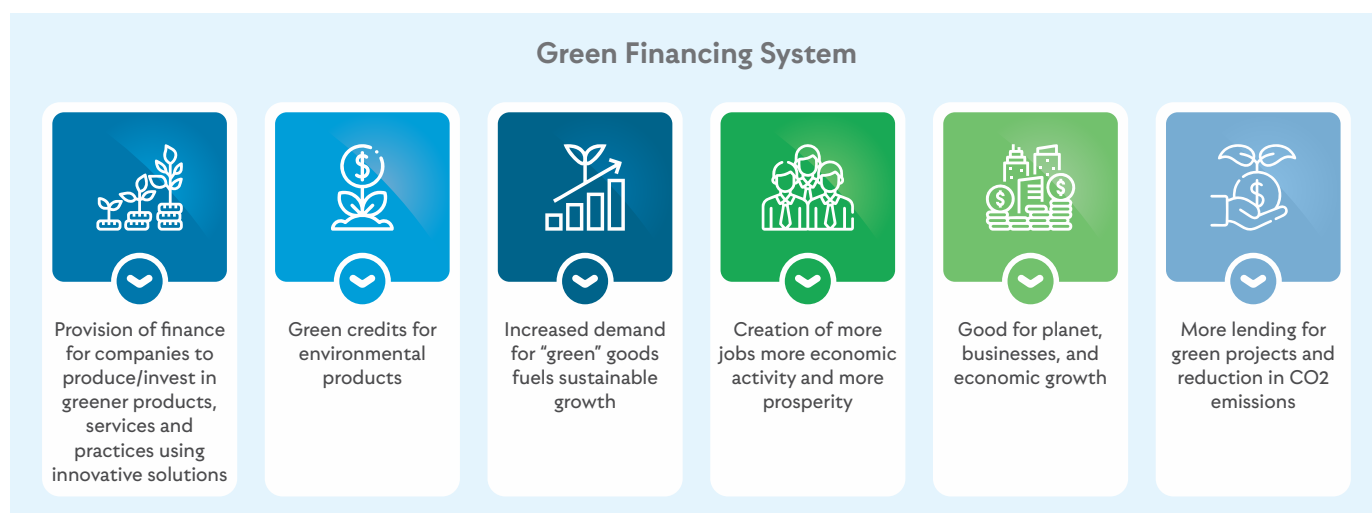 Green Financing System
Provision of finance
for companies to
produce/invest in
greener products,
services and
practices using
innovative solutions
Green credits for
environmental
products
Increased demand
for “green” goods
fuels sustainable
growth
Creation of more
jobs more economic
activity and more
prosperity
Good for planet,
businesses, and
economic growth
More lending for
green projects and
reduction in CO2
emissions